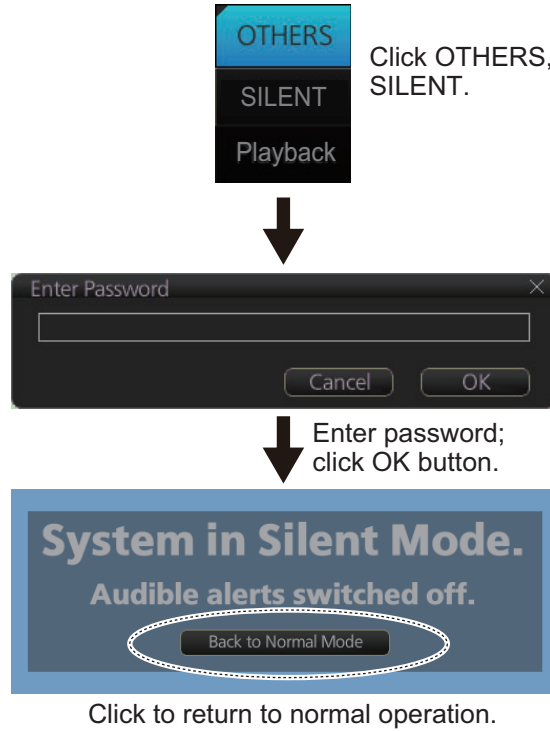 OTHERS
Click OTHERS,
SILENT.
SILENT
Playback
Enter Password
Cancel
OK
Enter password;
click OK button.
System in Silent Mode.
Audible alerts switched off.
Back to Normal Mode
Click to return to normal operation.